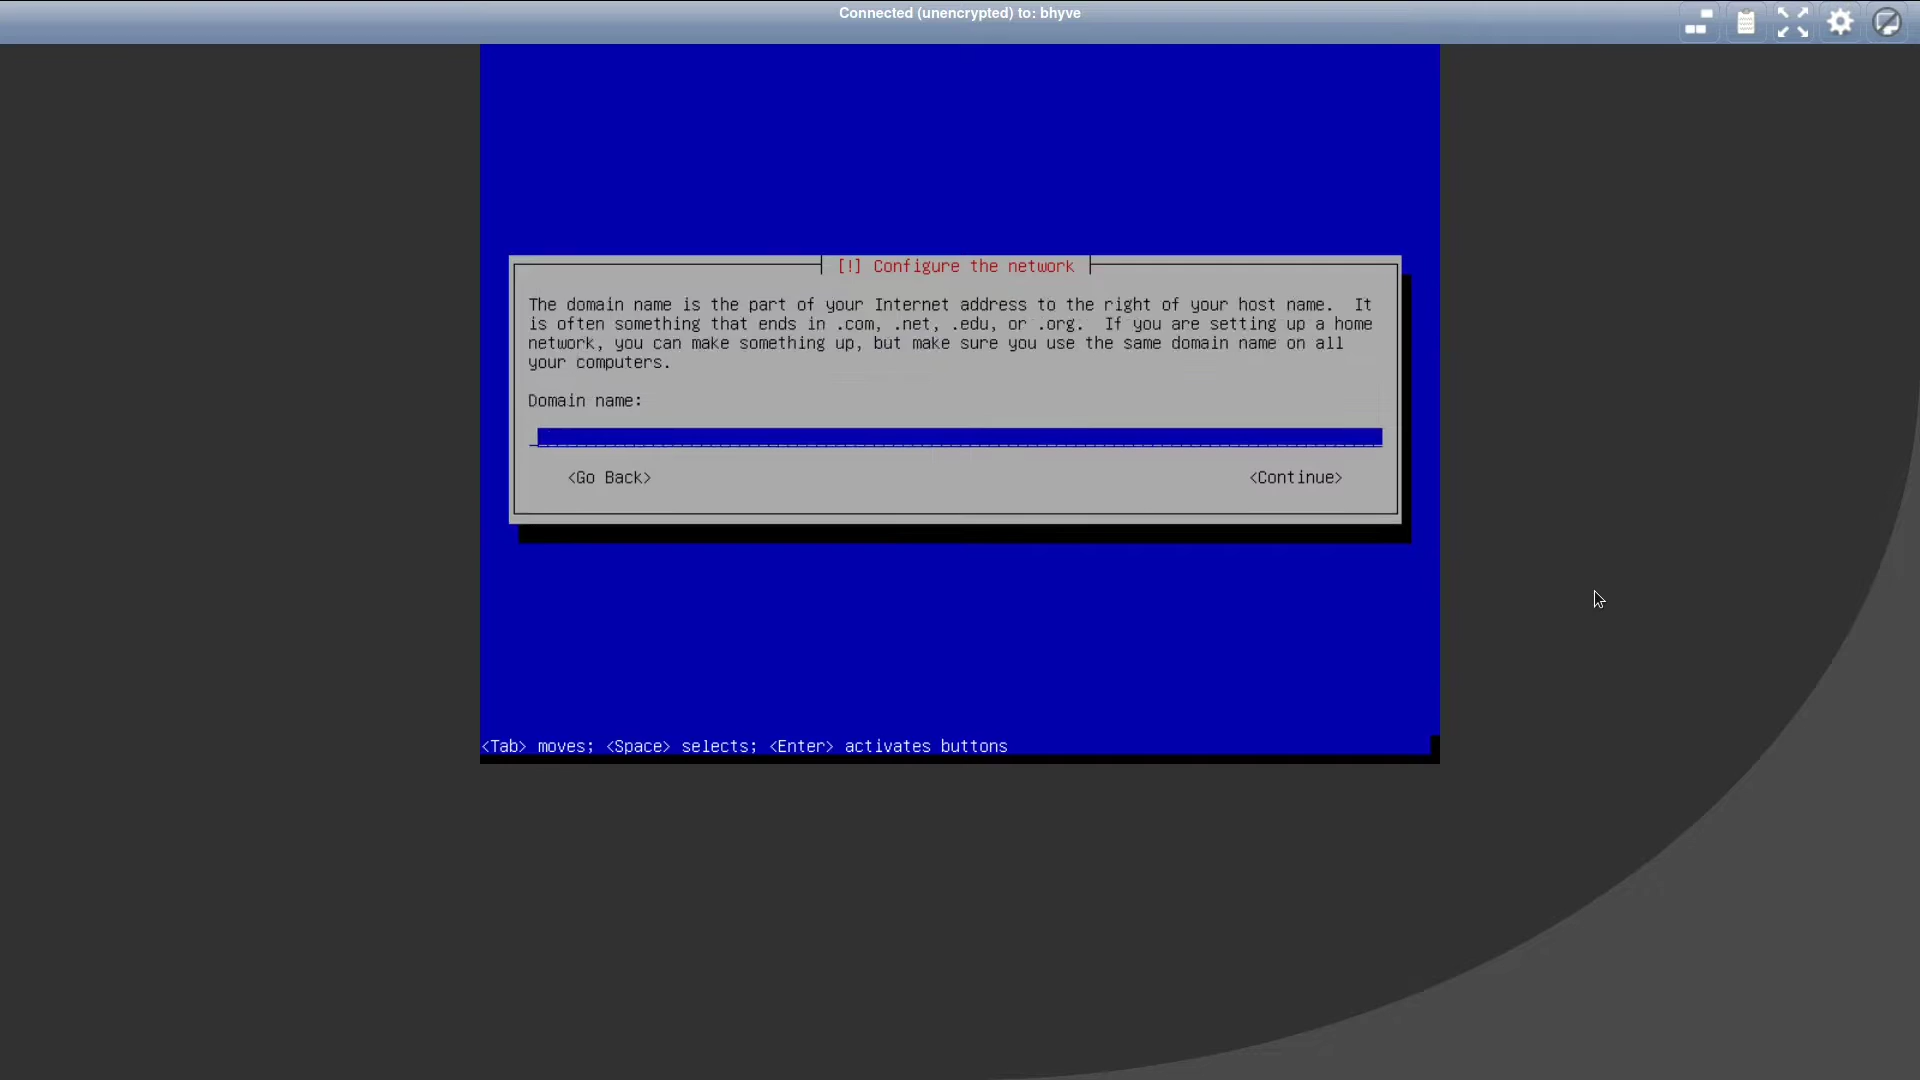 Connected (unencrypted) to: bhyve
[!] Configure the network
The domain name is the part of your Internet address to the right of your host name.  It
is often something that ends in .com, .net, .edu, or .org.  If you are setting up a home
network, you can make something up, but make sure you use the same domain name on all
your computers.
Domain name:
<Go Back> <Continue>
<Tab> moves; <Space> selects; <Enter> activates buttons